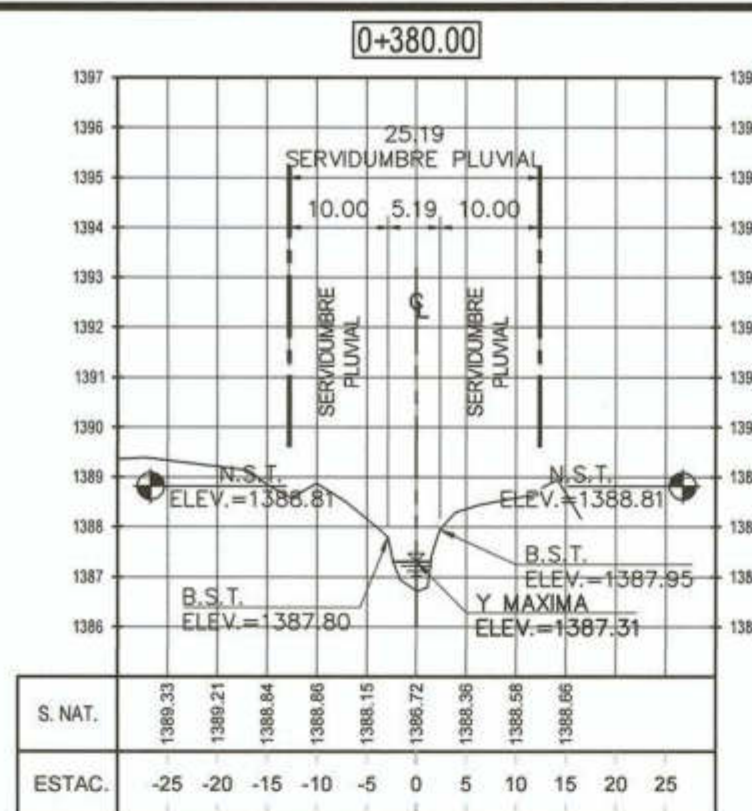 0+380.00
1397
1396
1395
1394
1393
1392
1391
1390
1389
1388
1387
1386
25.19
SERVIDUMBRE PLUVIAL
10.00 5.19 10.00
SERVIDUMBRE
PLUVIAL
℄
SERVIDUMBRE
PLUVIAL
N.S.T.
ELEV.=1388.81
N.S.T.
ELEV.=1388.81
B.S.T.
ELEV.=1387.80
B.S.T.
ELEV.=1387.95
Y MAXIMA
ELEV.=1387.31
S. NAT. 1389.33 1389.21 1388.84 1388.86 1388.15 1386.72 1388.36 1388.58 1388.66
ESTAC. -25 -20 -15 -10 -5 0 5 10 15 20 25